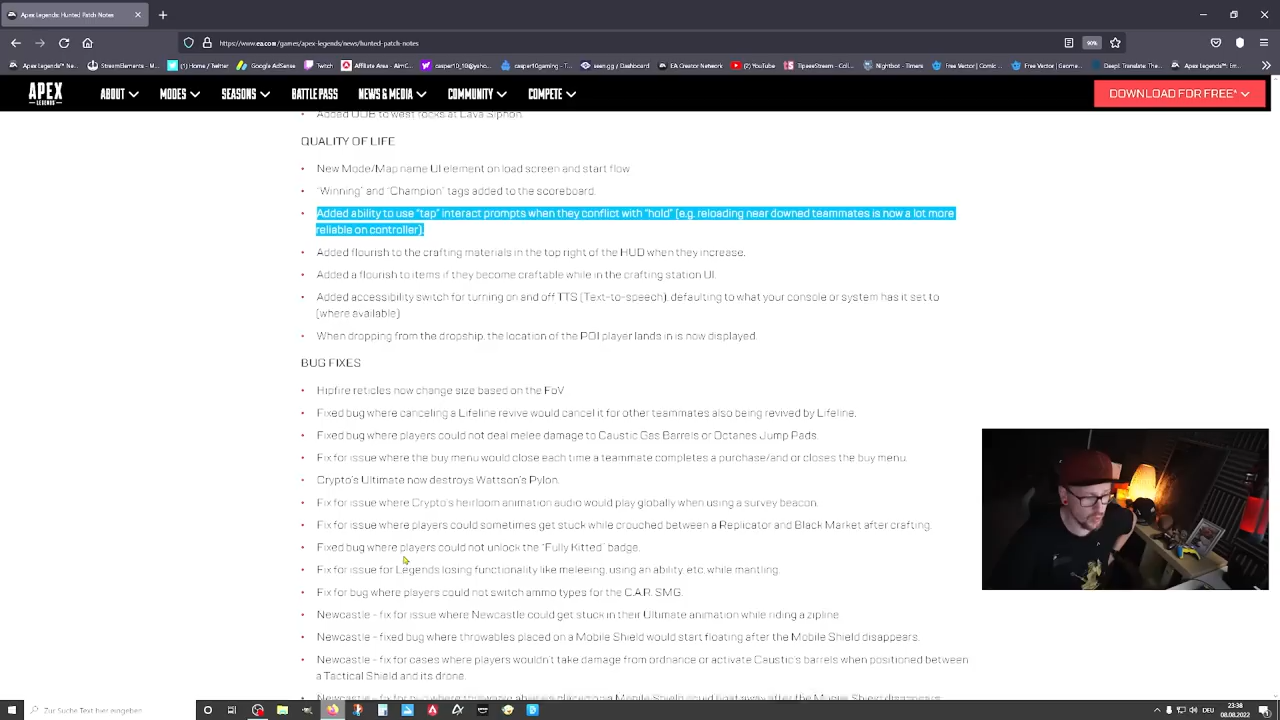 Apex Legends: Hunted Patch Notes
https://www.ea.com/games/apex-legends/news/hunted-patch-notes
90%
Apex Legends™ Ne...
StreamElements - M...
Home / Twitter
Google AdSense
Twitch
Affiliate Area - AimC...
casper10_10@yaho...
casper1Gaming - Tw...
seen.gg / Dashboard
EA Creator Network
(2) YouTube
TipeeeStream - Goal...
Nightbot - Timers
Free Vector | Comic ...
Free Vector | Geome...
DeepL Translate: The...
Apex Legends™: Em...
APEX
LEGENDS
ABOUT
MODES
SEASONS
BATTLE PASS
NEWS & MEDIA
COMMUNITY
COMPETE
DOWNLOAD FOR FREE*
• Added OOB to west rocks at Lava Siphon.
QUALITY OF LIFE
• New Mode/Map name UI element on load screen and start flow
• "Winning" and "Champion" tags added to the scoreboard.
• Added ability to use "tap" interact prompts when they conflict with "hold" (e.g. reloading near downed teammates is now a lot more
reliable on controller).
• Added flourish to the crafting materials in the top right of the HUD when they increase.
• Added a flourish to items if they become craftable while in the crafting station UI.
• Added accessibility switch for turning on and off TTS (Text-to-speech), defaulting to what your console or system has it set to
(where available)
• When dropping from the dropship, the location of the POI player lands in is now displayed.
BUG FIXES
• Hipfire reticles now change size based on the FoV
• Fixed bug where canceling a Lifeline revive would cancel it for other teammates also being revived by Lifeline.
• Fixed bug where players could not deal melee damage to Caustic Gas Barrels or Octanes Jump Pads.
• Fix for issue where the buy menu would close each time a teammate completes a purchase/and or closes the buy menu.
• Crypto's Ultimate now destroys Wattson's Pylon.
• Fix for issue where Crypto's heirloom animation audio would play globally when using a survey beacon.
• Fix for issue where players could sometimes get stuck while crouched between a Replicator and Black Market after crafting.
• Fixed bug where players could not unlock the "Fully Kitted" badge.
• Fix for issue for Legends losing functionality like meleeing, using an ability, etc, while mantling.
• Fix for bug where players could not switch ammo types for the C.A.R. SMG.
• Newcastle - fix for issue where Newcastle could get stuck in their Ultimate animation while riding a zipline.
• Newcastle - fixed bug where throwables placed on a Mobile Shield would start floating after the Mobile Shield disappears.
• Newcastle - fix for cases where players wouldn't take damage from ordnance or activate Caustic's barrels when positioned between
a Tactical Shield and its drone.
Zur Suche Text hier eingeben
DEU
23:38
08.08.2022